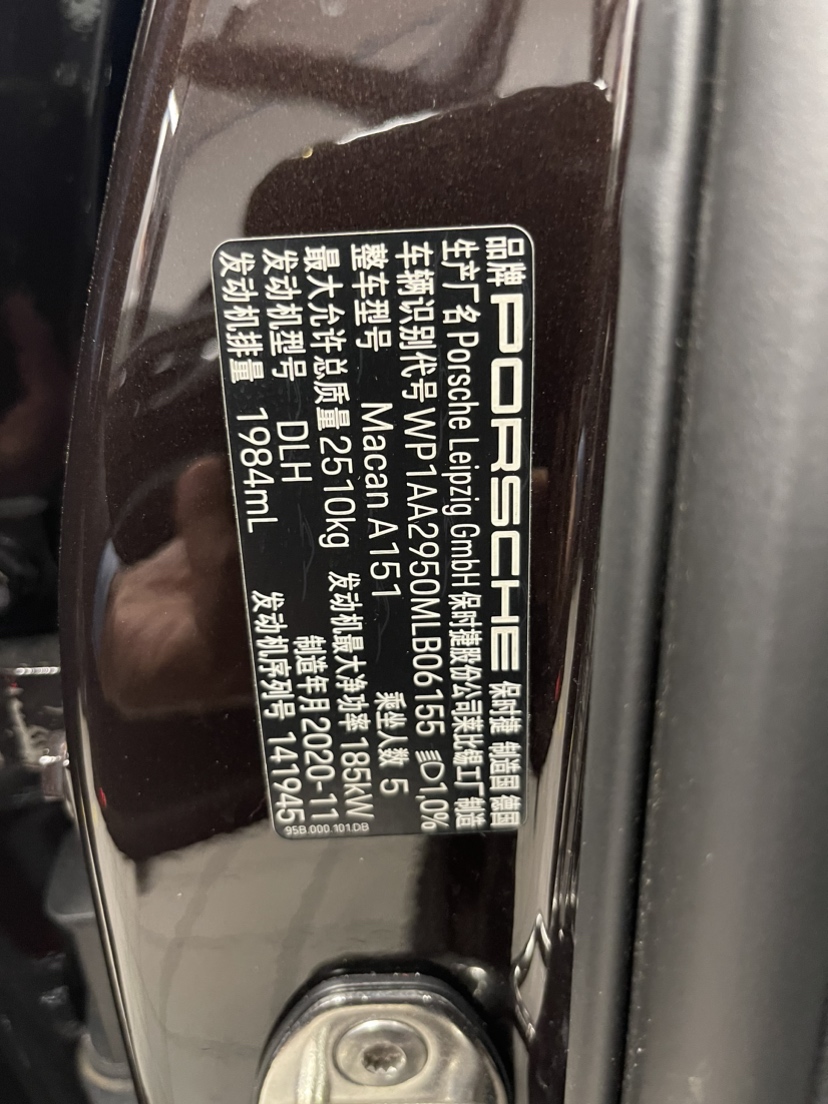 品牌 PORSCHE 保时捷 制造国 德国
生产厂名 Porsche Leipzig GmbH 保时捷股份公司莱比锡工厂制造
车辆识别代号 WP1AA2950MLB06155 1,0%
整车型号 Macan A151 乘坐人数 5
最大允许总质量 2510kg 发动机最大净功率 185kW
发动机型号 DLH 制造年月 2020-11
发动机排量 1984mL 发动机序列号 141945
95B.000.101.DB